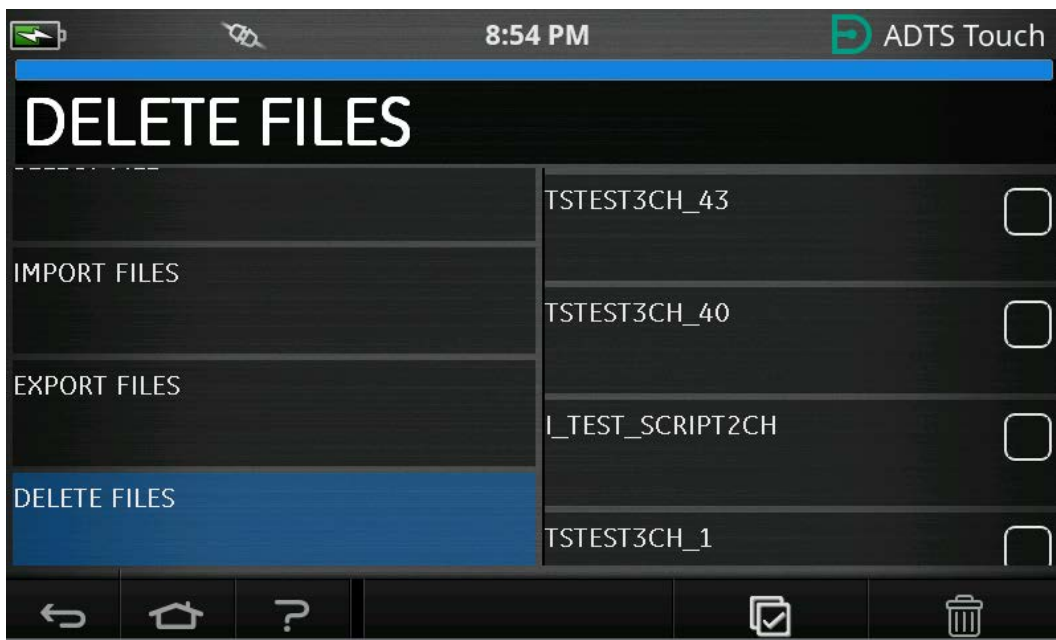 8:54 PM
ADTS Touch
DELETE FILES
IMPORT FILES
EXPORT FILES
DELETE FILES
TSTEST3CH_43
TSTEST3CH_40
I_TEST_SCRIPT2CH
TSTEST3CH_1